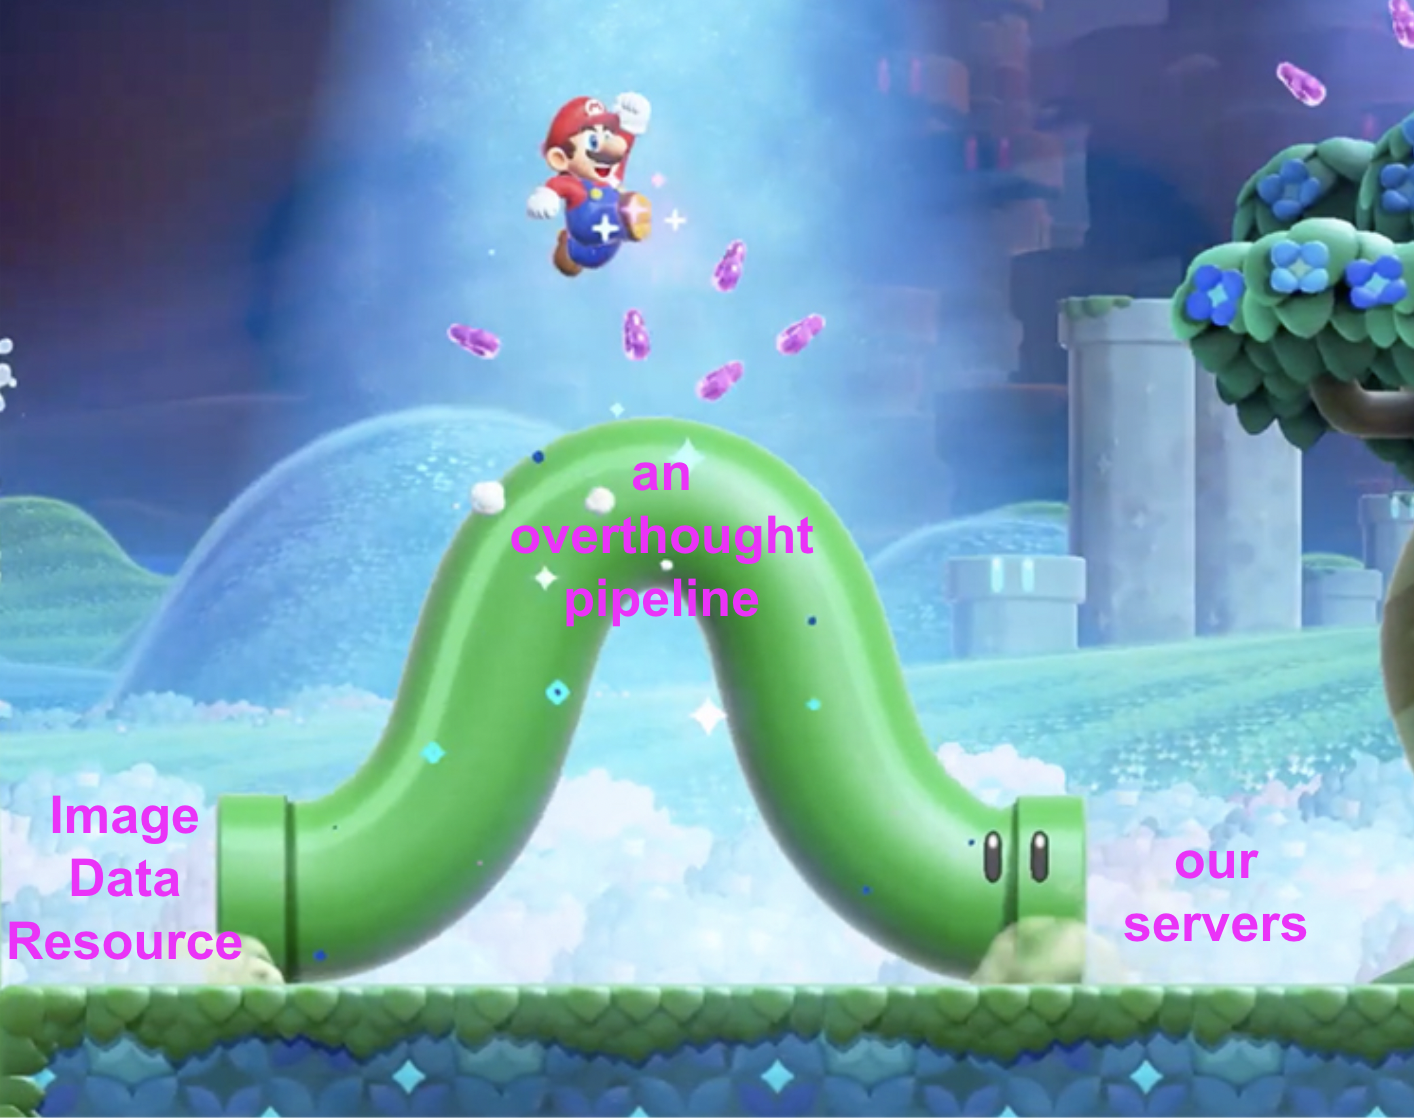 an
overthought
pipeline
Image
Data
Resource
our
servers